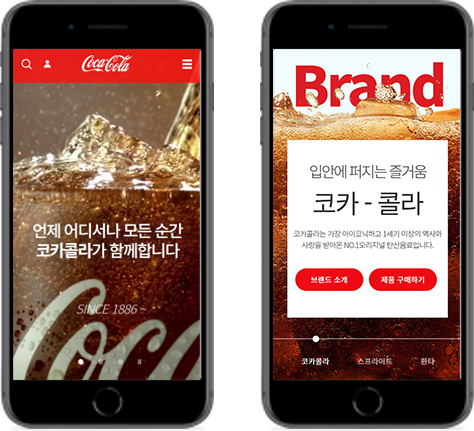 Coca-Cola
언제 어디서나 모든 순간
코카콜라가 함께합니다
SINCE 1886 ~
Coc
Brand
입안에 퍼지는 즐거움
코카 - 콜라
코카콜라는 가장 아이코닉하고 1세기 이상의 역사와
사랑을 받아온 NO.1오리지널 탄산음료입니다.
브랜드 소개
제품 구매하기
코카콜라
스프라이트
환타